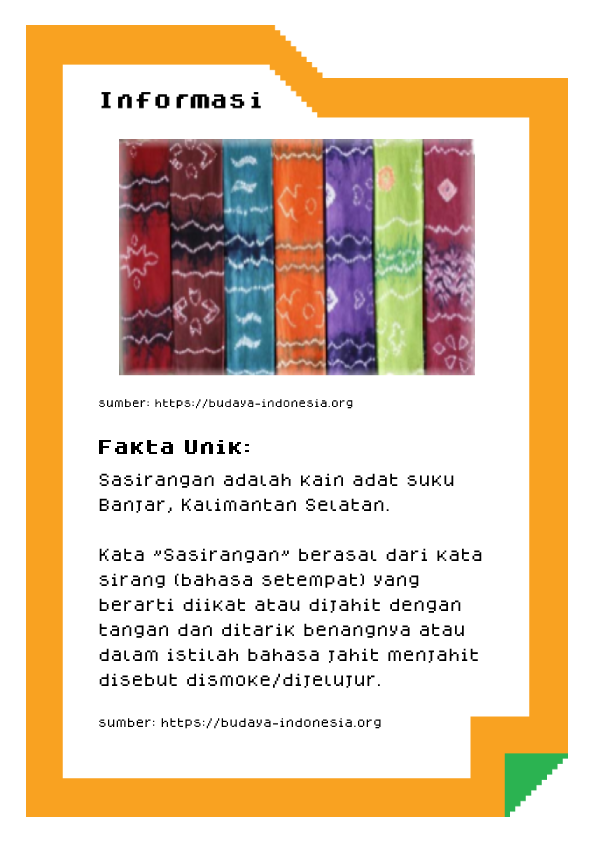 Informasi
sumber: https://budaya-indonesia.org
Fakta Unik:
Sasirangan adalah kain adat suku
Banjar, Kalimantan Selatan.
Kata "Sasirangan" berasal dari kata
sirang (bahasa setempat) yang
berarti diikat atau dijahit dengan
tangan dan ditarik benangnya atau
dalam istilah bahasa jahit menjahit
disebut dismoke/dijelujur.
sumber: https://budaya-indonesia.org